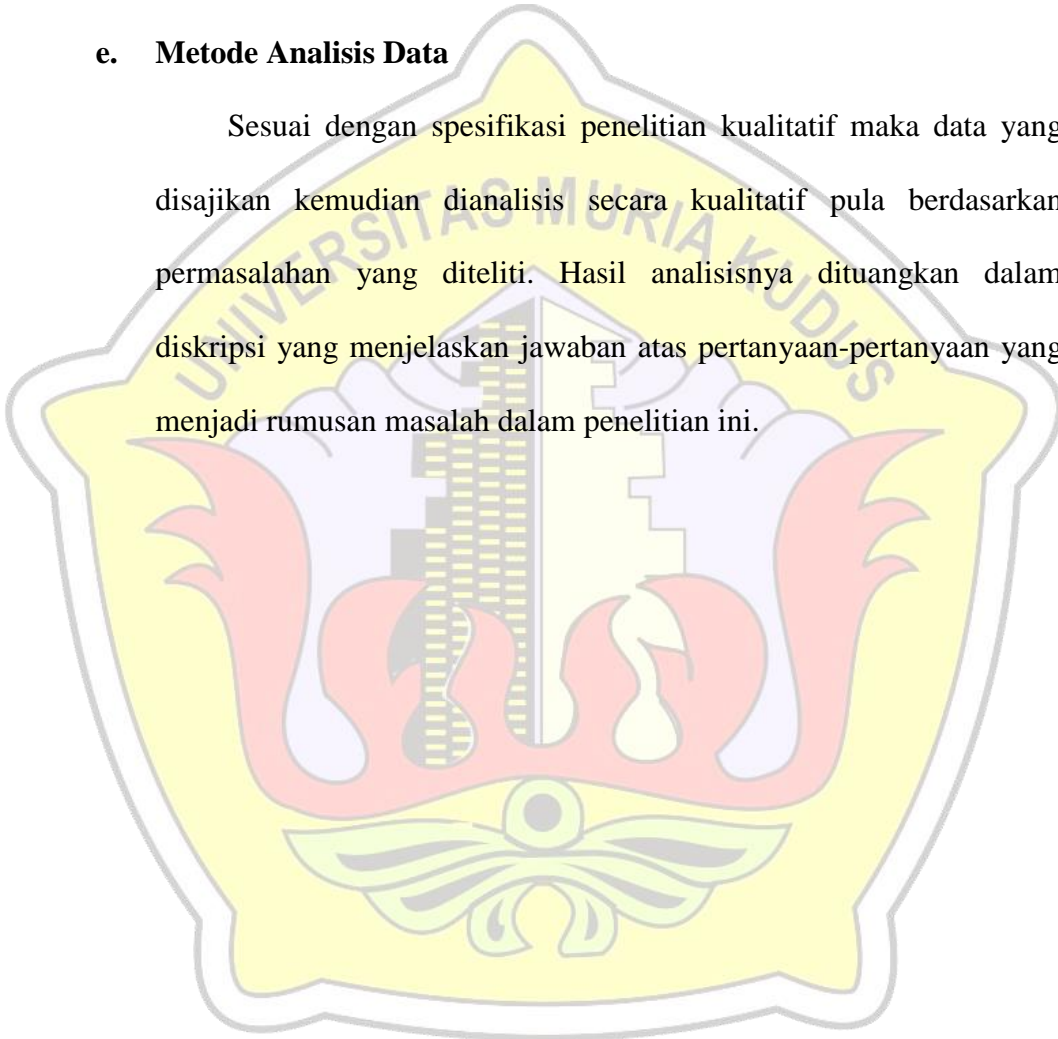 e. Metode Analisis Data
Sesuai dengan spesifikasi penelitian kualitatif maka data yang
disajikan kemudian dianalisis secara kualitatif pula berdasarkan
permasalahan yang diteliti. Hasil analisisnya dituangkan dalam
diskripsi yang menjelaskan jawaban atas pertanyaan-pertanyaan yang
menjadi rumusan masalah dalam penelitian ini.
UNIVERSITAS MURIA KUDUS